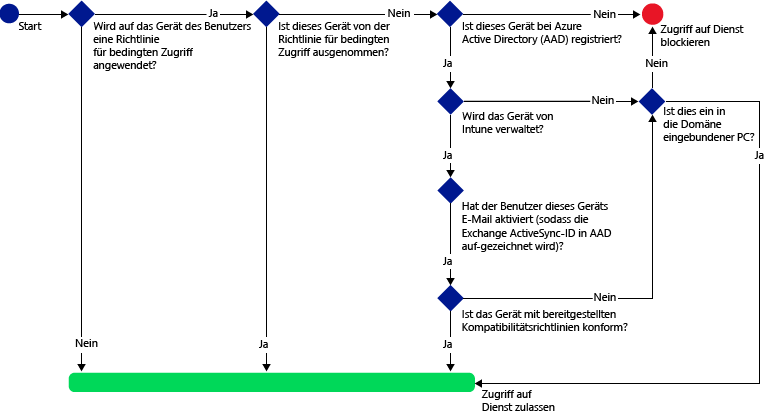 Start
Wird auf das Gerät des Benutzers
eine Richtlinie
für bedingten Zugriff
angewendet?
Ja
Ist dieses Gerät von der
Richtlinie für bedingten
Zugriff ausgenommen?
Nein
Ist dieses Gerät bei Azure
Active Directory (AAD) registriert?
Nein
Zugriff auf Dienst
blockieren
Ja
Nein
Wird das Gerät von
Intune verwaltet?
Nein
Ist dies ein in
die Domäne
eingebundener PC?
Ja
Ja
Hat der Benutzer dieses Geräts
E-Mail aktiviert (sodass die
Exchange ActiveSync-ID in AAD
auf-gezeichnet wird)?
Ja
Nein
Ist das Gerät mit bereitgestellten
Kompatibilitätsrichtlinien konform?
Nein
Ja
Ja
Zugriff auf
Dienst zulassen